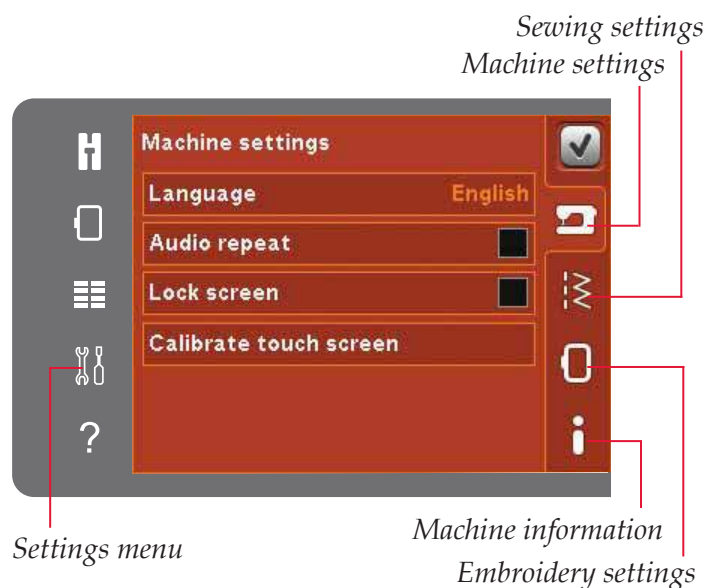 Sewing settings
Machine settings
Machine settings
Language English
Audio repeat
Lock screen
Calibrate touch screen
?
Settings menu
Machine information
Embroidery settings